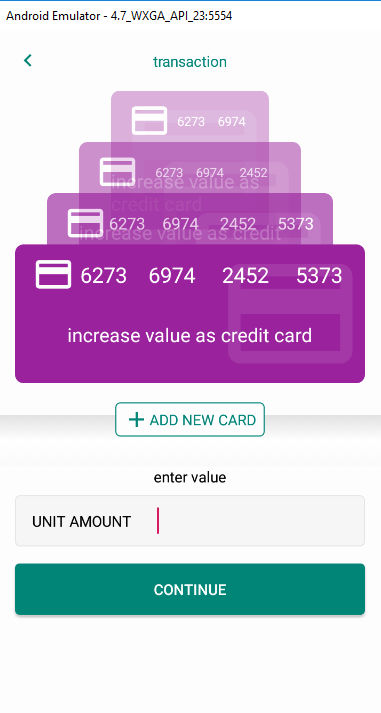 Android Emulator - 4.7_WXGA_API_23:5554
transaction
6273 6974
increase value as
credit card
6273 6974 2452
increase value as credit
6273 6974 2452 5373
6273 6974 2452 5373
increase value as credit card
ADD NEW CARD
enter value
UNIT AMOUNT
CONTINUE